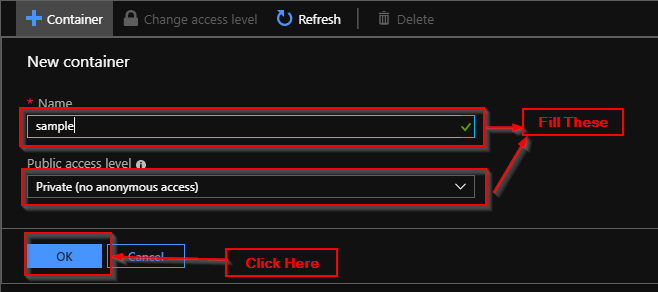 Container Change access level Refresh Delete
New container
* Name
sample
Fill These
Public access level
Private (no anonymous access)
OK Cancel
Click Here